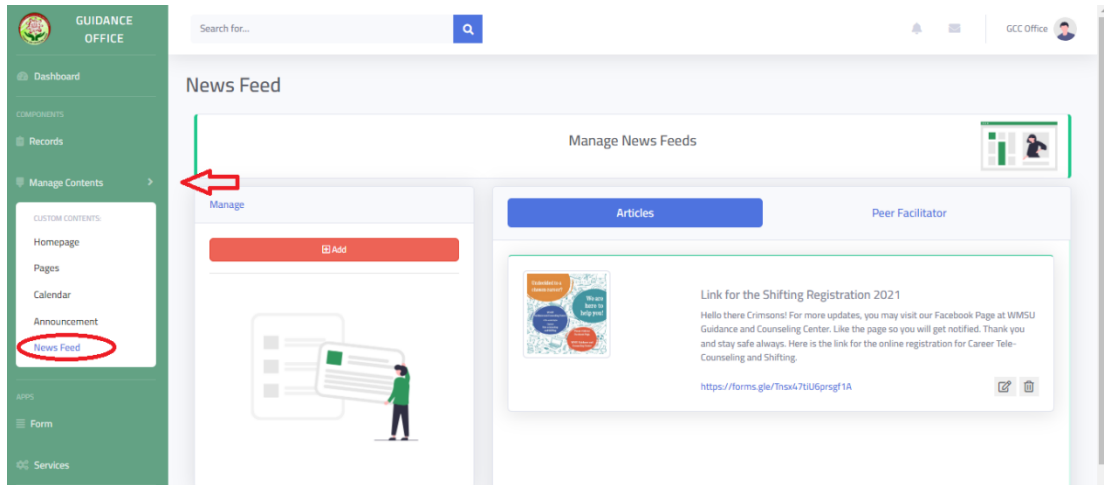 GUIDANCE
OFFICE
Search for...
GCC Office
Dashboard
News Feed
COMPONENTS
Records
Manage News Feeds
Manage Contents
Manage
Articles
Peer Facilitator
CUSTOM CONTENTS:
Homepage
Add
Pages
Calendar
Announcement
News Feed
We are
here to
help you!
Link for the Shifting Registration 2021
Hello there Crimsons! For more updates, you may visit our Facebook Page at WMSU
Guidance and Counseling Center. Like the page so you will get notified. Thank you
and stay safe always. Here is the link for the online registration for Career Tele-
Counseling and Shifting.
https://forms.gle/Tnsx47tiU6prsgf1A
APPS
Form
Services